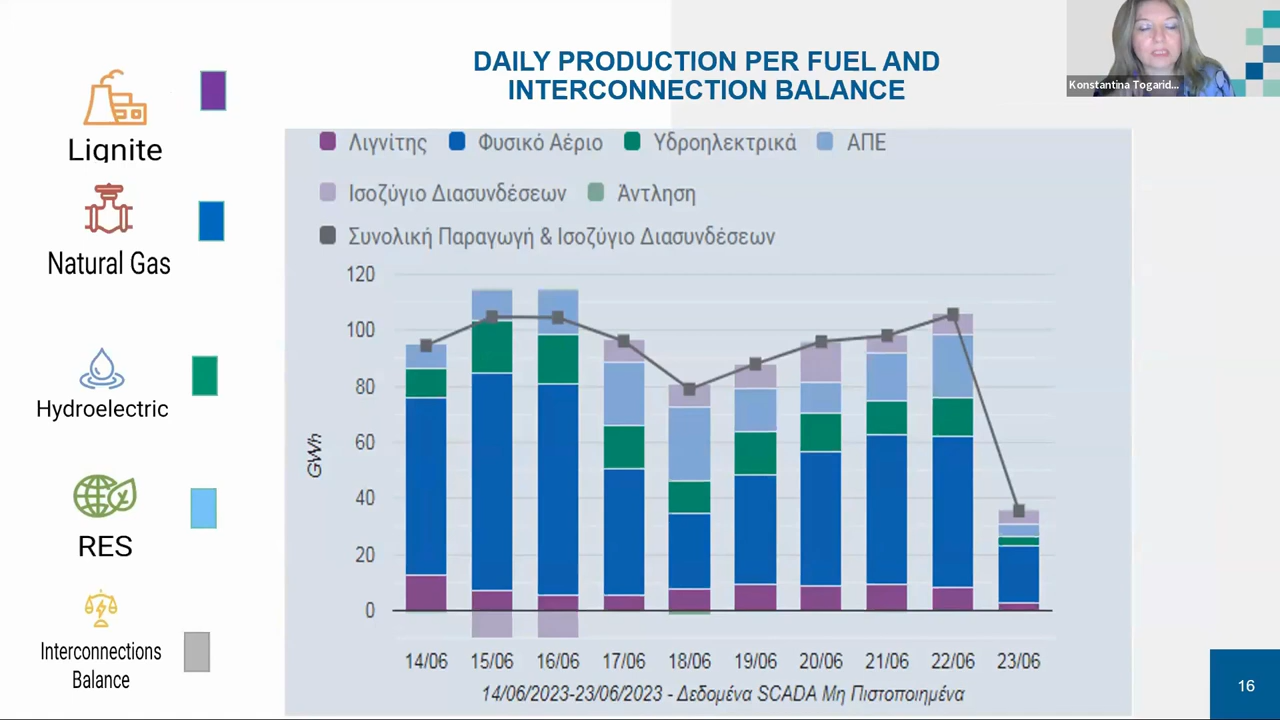 DAILY PRODUCTION PER FUEL AND
INTERCONNECTION BALANCE
Konstantina Togarid...
Lignite
Natural Gas
Hydroelectric
RES
Interconnections
Balance
Λιγνίτης Φυσικό Αέριο Υδροηλεκτρικά ΑΠΕ
Ισοζύγιο Διασυνδέσεων Άντληση
Συνολική Παραγωγή & Ισοζύγιο Διασυνδέσεων
120
100
80
60
40
20
0
GWh
14/06 15/06 16/06 17/06 18/06 19/06 20/06 21/06 22/06 23/06
14/06/2023-23/06/2023 - Δεδομένα SCADA Μη Πιστοποιημένα
16